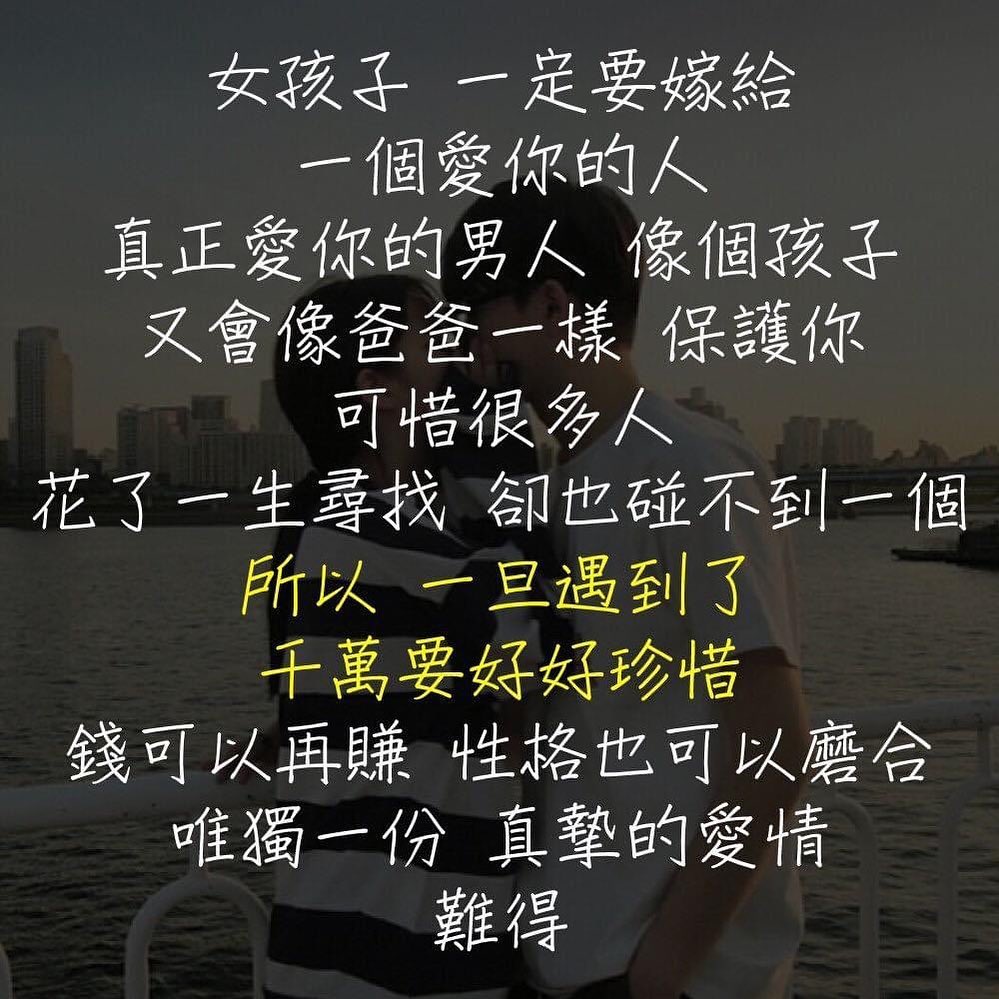 女孩子 一定要嫁給
一個愛你的人
真正愛你的男人 像個孩子
又會像爸爸一樣 保護你
可惜很多人
花了一生尋找 卻也碰不到一個
所以 一旦遇到了
千萬要好好珍惜
錢可以再賺 性格也可以磨合
唯獨一份 真摯的愛情
難得